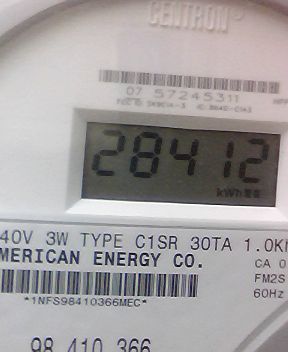 CENTRON
07 57245311
28412
kWh
40V 3W TYPE C1SR 30TA 1.0K
MERICAN ENERGY CO.
CA 0
FM2S
60Hz
*1NFS98410366MEC*
98 410 366